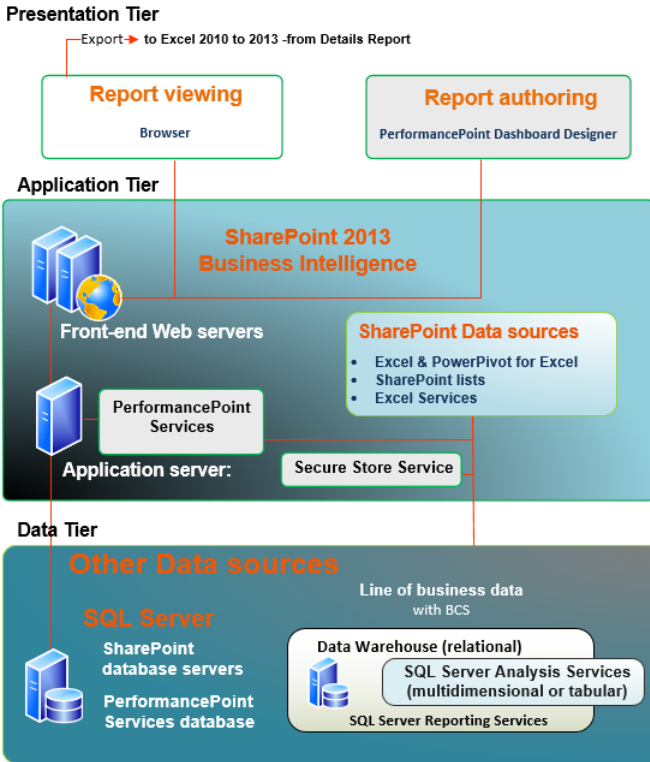 Presentation Tier
Export to Excel 2010 to 2013 -from Details Report
Report viewing
Browser
Report authoring
PerformancePoint Dashboard Designer
Application Tier
SharePoint 2013
Business Intelligence
Front-end Web servers
SharePoint Data sources
• Excel & PowerPivot for Excel
• SharePoint lists
• Excel Services
PerformancePoint
Services
Application server:
Secure Store Service
Data Tier
Other Data sources
SQL Server
SharePoint
database servers
PerformancePoint
Services database
Line of business data
with BCS
Data Warehouse (relational)
SQL Server Analysis Services
(multidimensional or tabular)
SQL Server Reporting Services